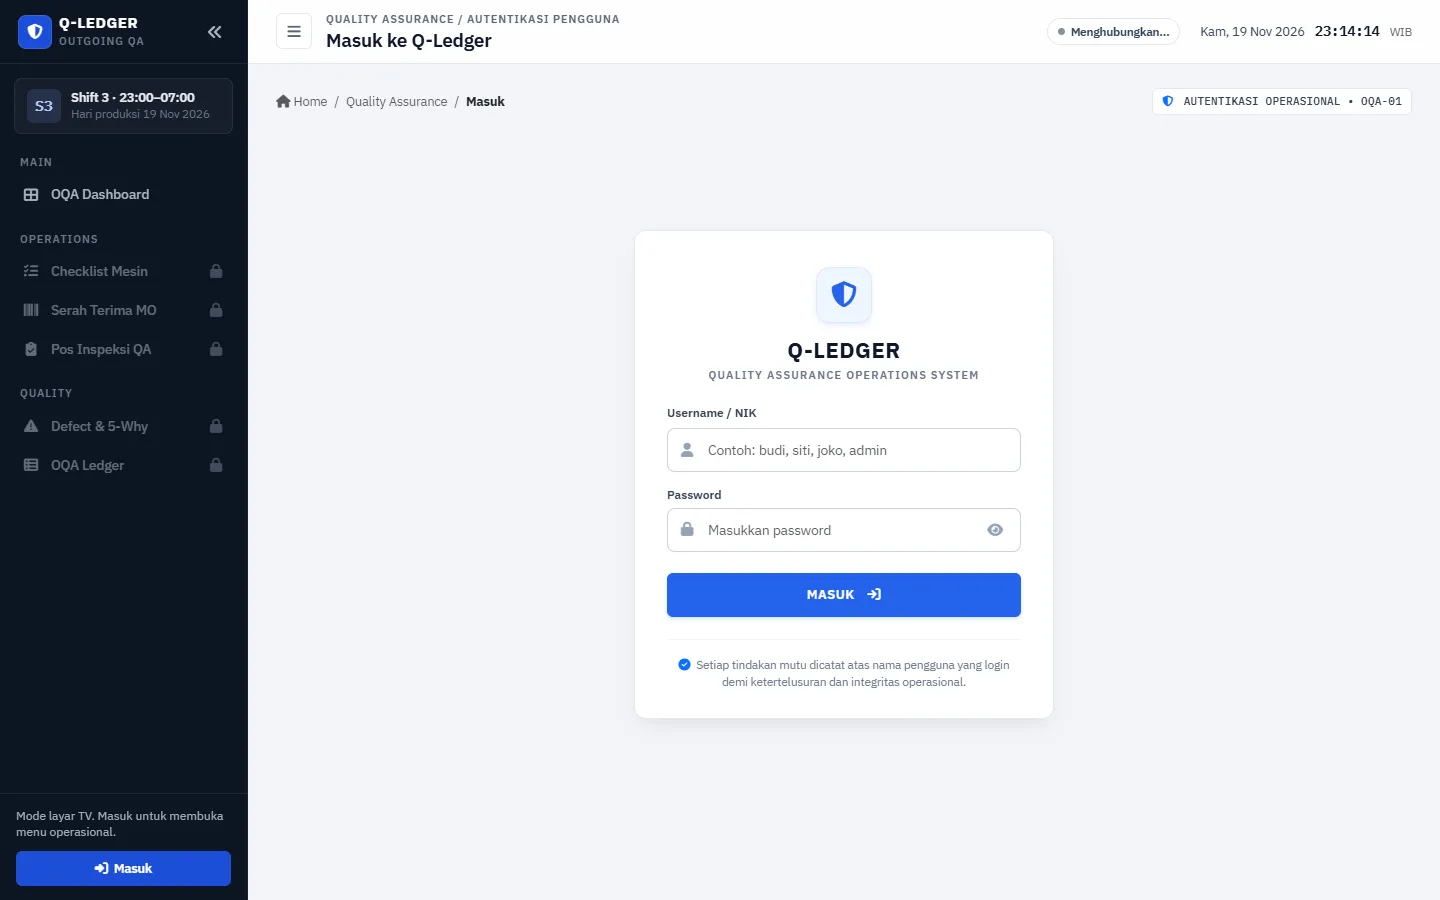 Q-LEDGER
OUTGOING QA
S3
Shift 3 · 23:00–07:00
Hari produksi 19 Nov 2026
MAIN
OQA Dashboard
OPERATIONS
Checklist Mesin
Serah Terima MO
Pos Inspeksi QA
QUALITY
Defect & 5-Why
OQA Ledger
Mode layar TV. Masuk untuk membuka
menu operasional.
Masuk
QUALITY ASSURANCE / AUTENTIKASI PENGGUNA
Masuk ke Q-Ledger
Menghubungkan...
Kam, 19 Nov 2026 23:14:14 WIB
Home / Quality Assurance / Masuk
AUTENTIKASI OPERASIONAL • OQA-01
Q-LEDGER
QUALITY ASSURANCE OPERATIONS SYSTEM
Username / NIK
Contoh: budi, siti, joko, admin
Password
Masukkan password
MASUK
Setiap tindakan mutu dicatat atas nama pengguna yang login
demi ketertelusuran dan integritas operasional.